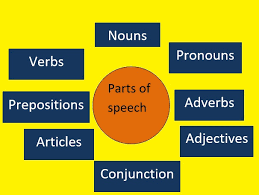 Nouns
Pronouns
Verbs
Parts of
speech
Prepositions
Adverbs
Articles
Adjectives
Conjunction